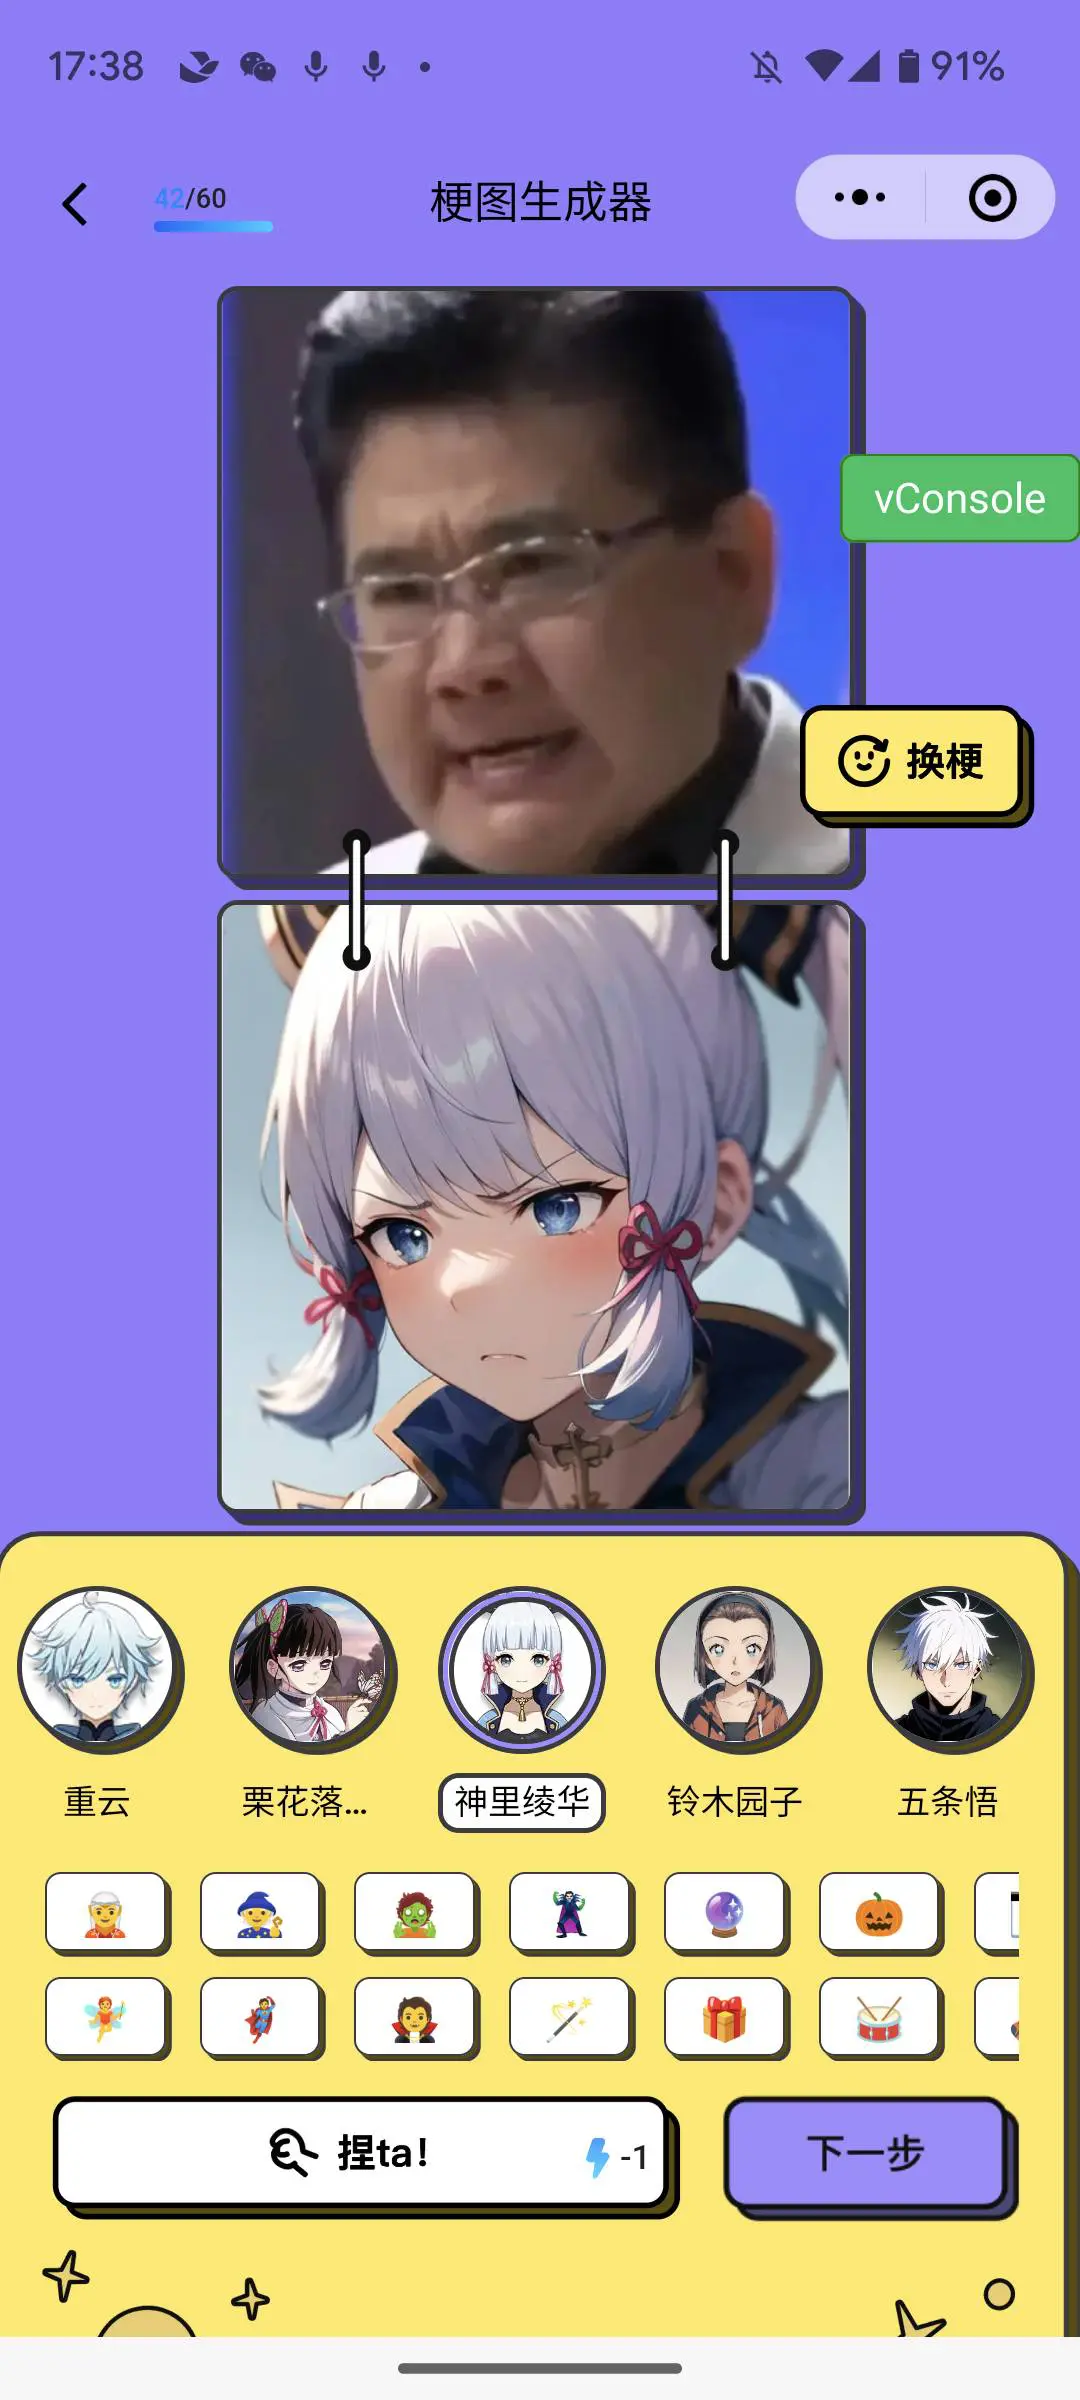 17:38
91%
42/60
梗图生成器
vConsole
换梗
重云
栗花落...
神里绫华
铃木园子
五条悟
捏ta!
-1
下一步